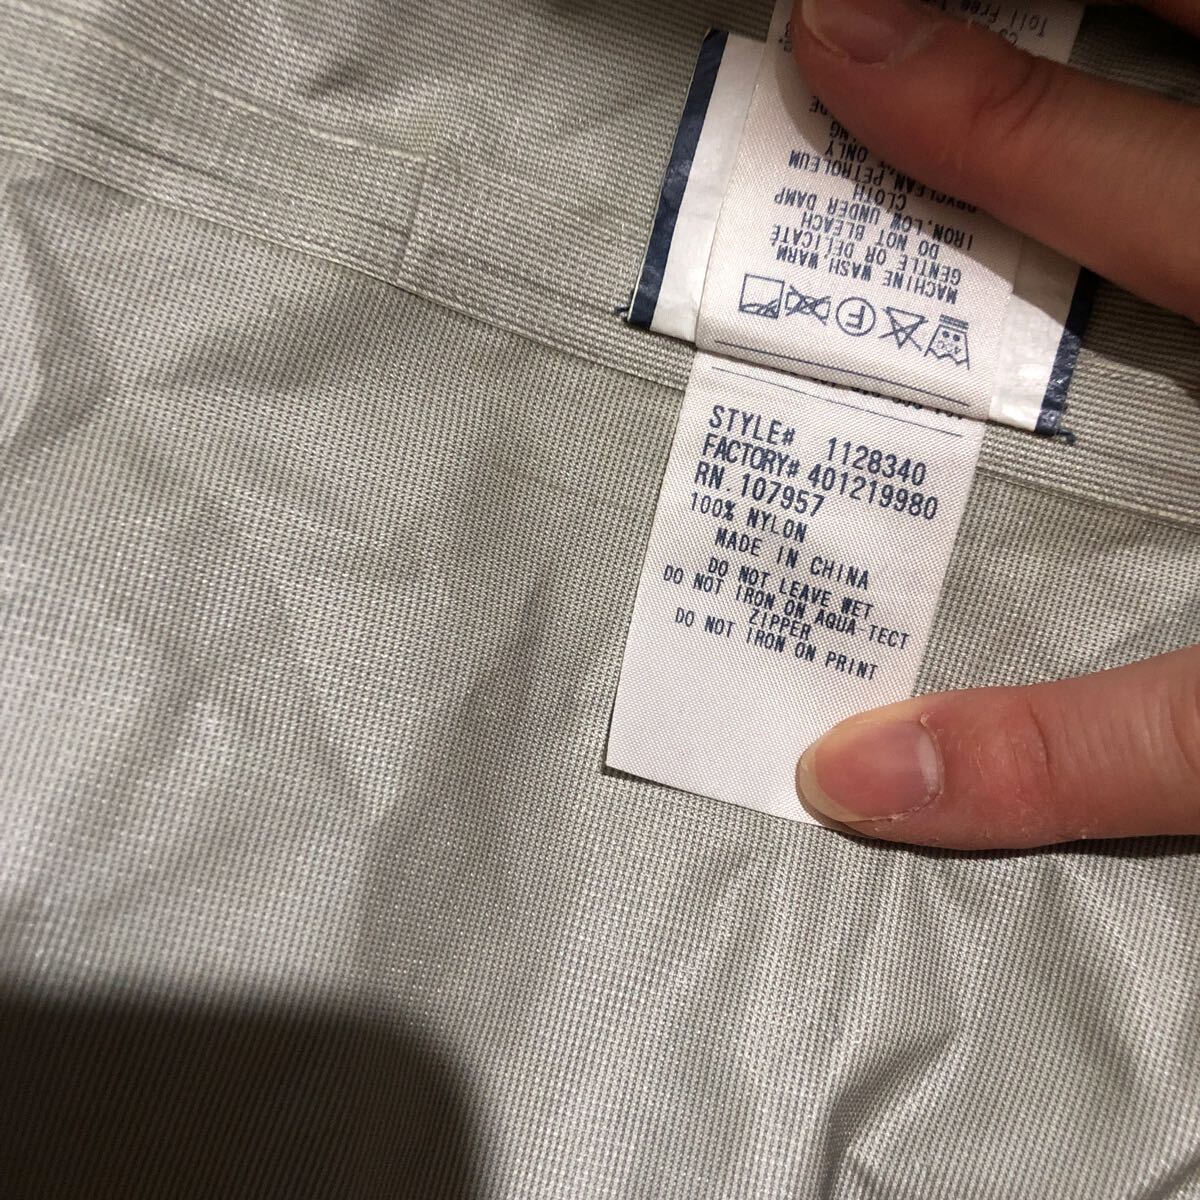 Toll Free
MACHINE WASH, WARM
GENTLE OR DELICATE
DO NOT BLEACH
IRON, LOW UNDER DAMP
CLOTH
DRYCLEAN, PETROLEUM
ONLY
F
STYLE# 1128340
FACTORY# 401219980
RN.107957
100% NYLON
MADE IN CHINA
DO NOT LEAVE WET
DO NOT IRON ON AQUA-TECT
ZIPPER
DO NOT IRON ON PRINT